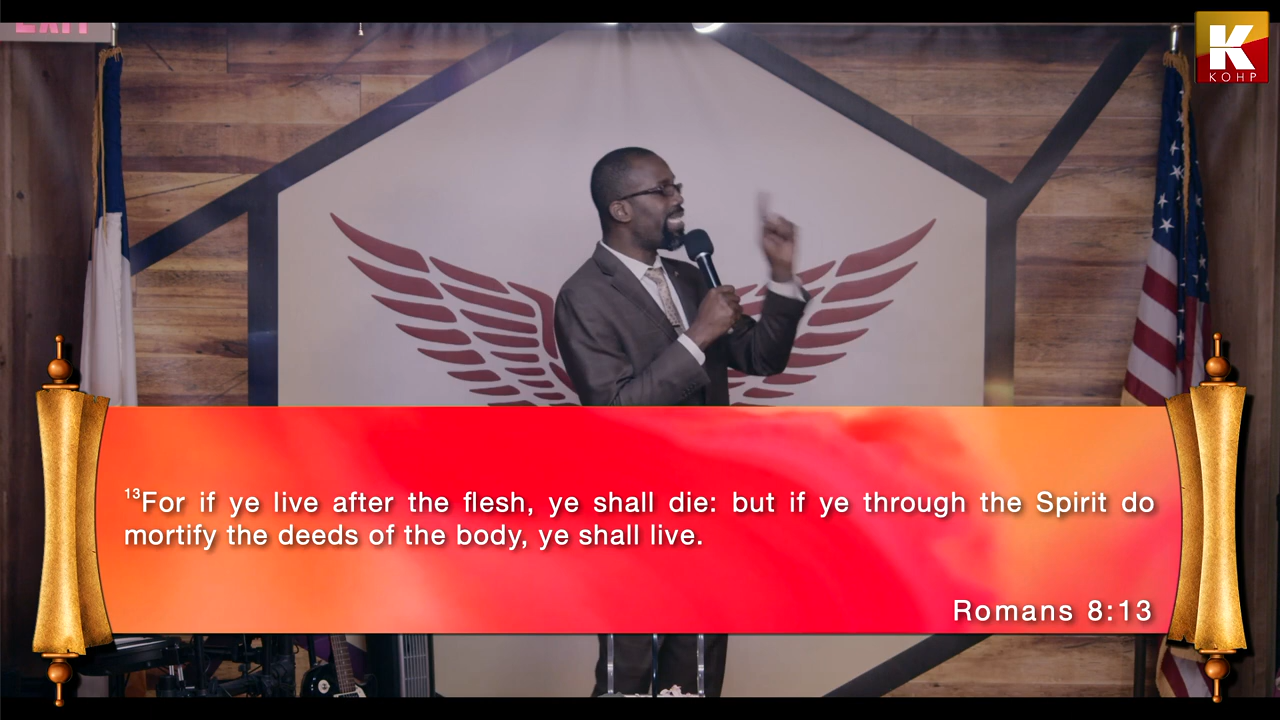 EXIT
K
KOHP
¹³For if ye live after the flesh, ye shall die: but if ye through the Spirit do
mortify the deeds of the body, ye shall live.
Romans 8:13